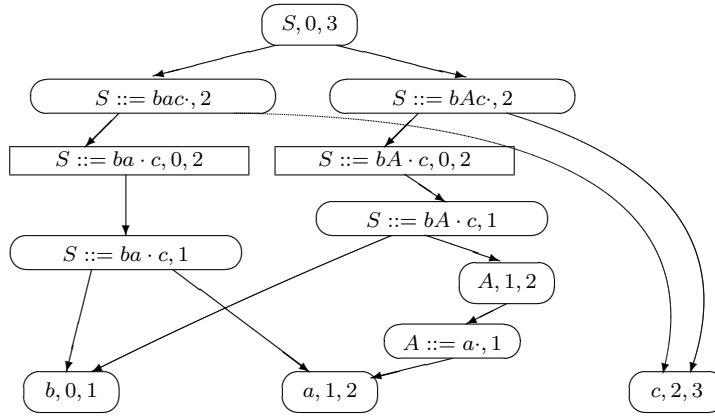 S, 0, 3
S ::= bac·, 2
S ::= bAc·, 2
S ::= ba · c, 0, 2
S ::= bA · c, 0, 2
S ::= bA · c, 1
S ::= ba · c, 1
A, 1, 2
A ::= a·, 1
b, 0, 1
a, 1, 2
c, 2, 3